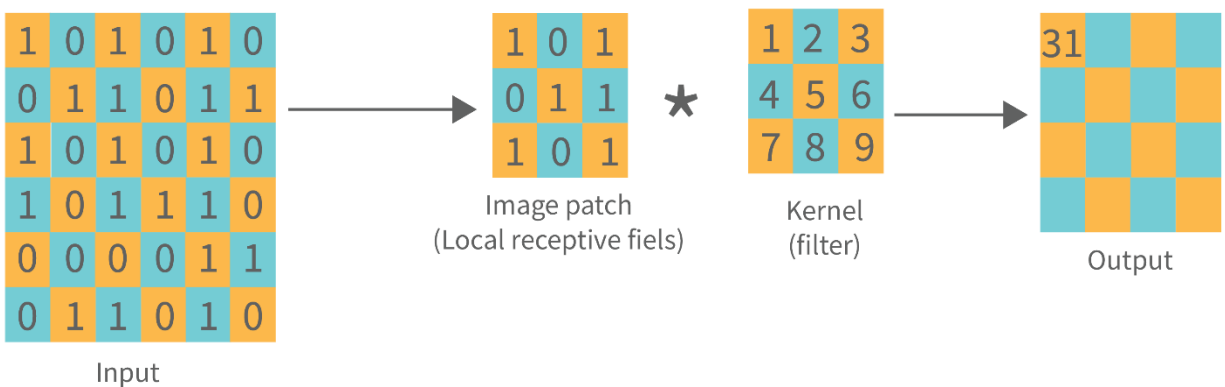 1 0 1 0 1 0
0 1 1 0 1 1
1 0 1 0 1 0
1 0 1 1 1 0
0 0 0 0 1 1
0 1 1 0 1 0
Input
1 0 1
0 1 1
1 0 1
Image patch
(Local receptive fiels)
*
1 2 3
4 5 6
7 8 9
Kernel
(filter)
31
Output